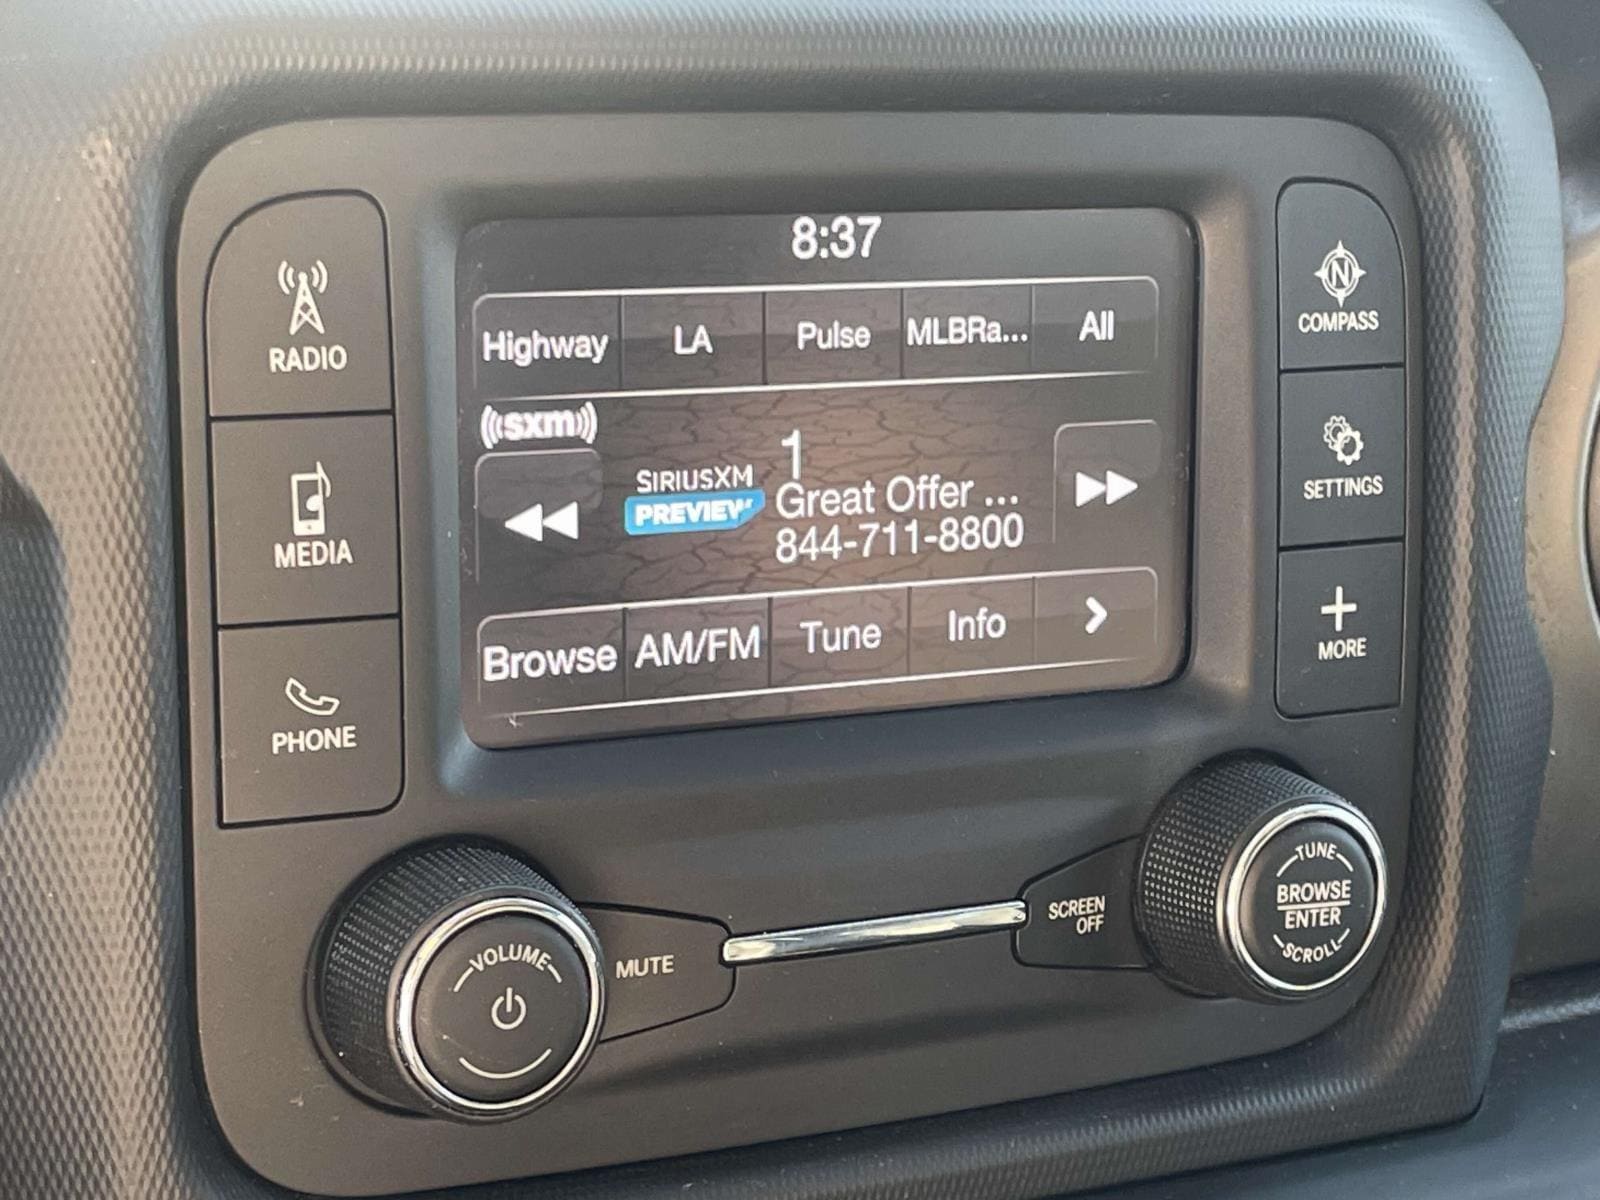 8:37
Highway LA Pulse MLBRa... All
((sxm))
1
SIRIUSXM
PREVIEW
Great Offer ...
844-711-8800
Browse AM/FM Tune Info >
RADIO
MEDIA
PHONE
N
COMPASS
SETTINGS
+
MORE
VOLUME
MUTE
SCREEN
OFF
TUNE
BROWSE
ENTER
SCROLL